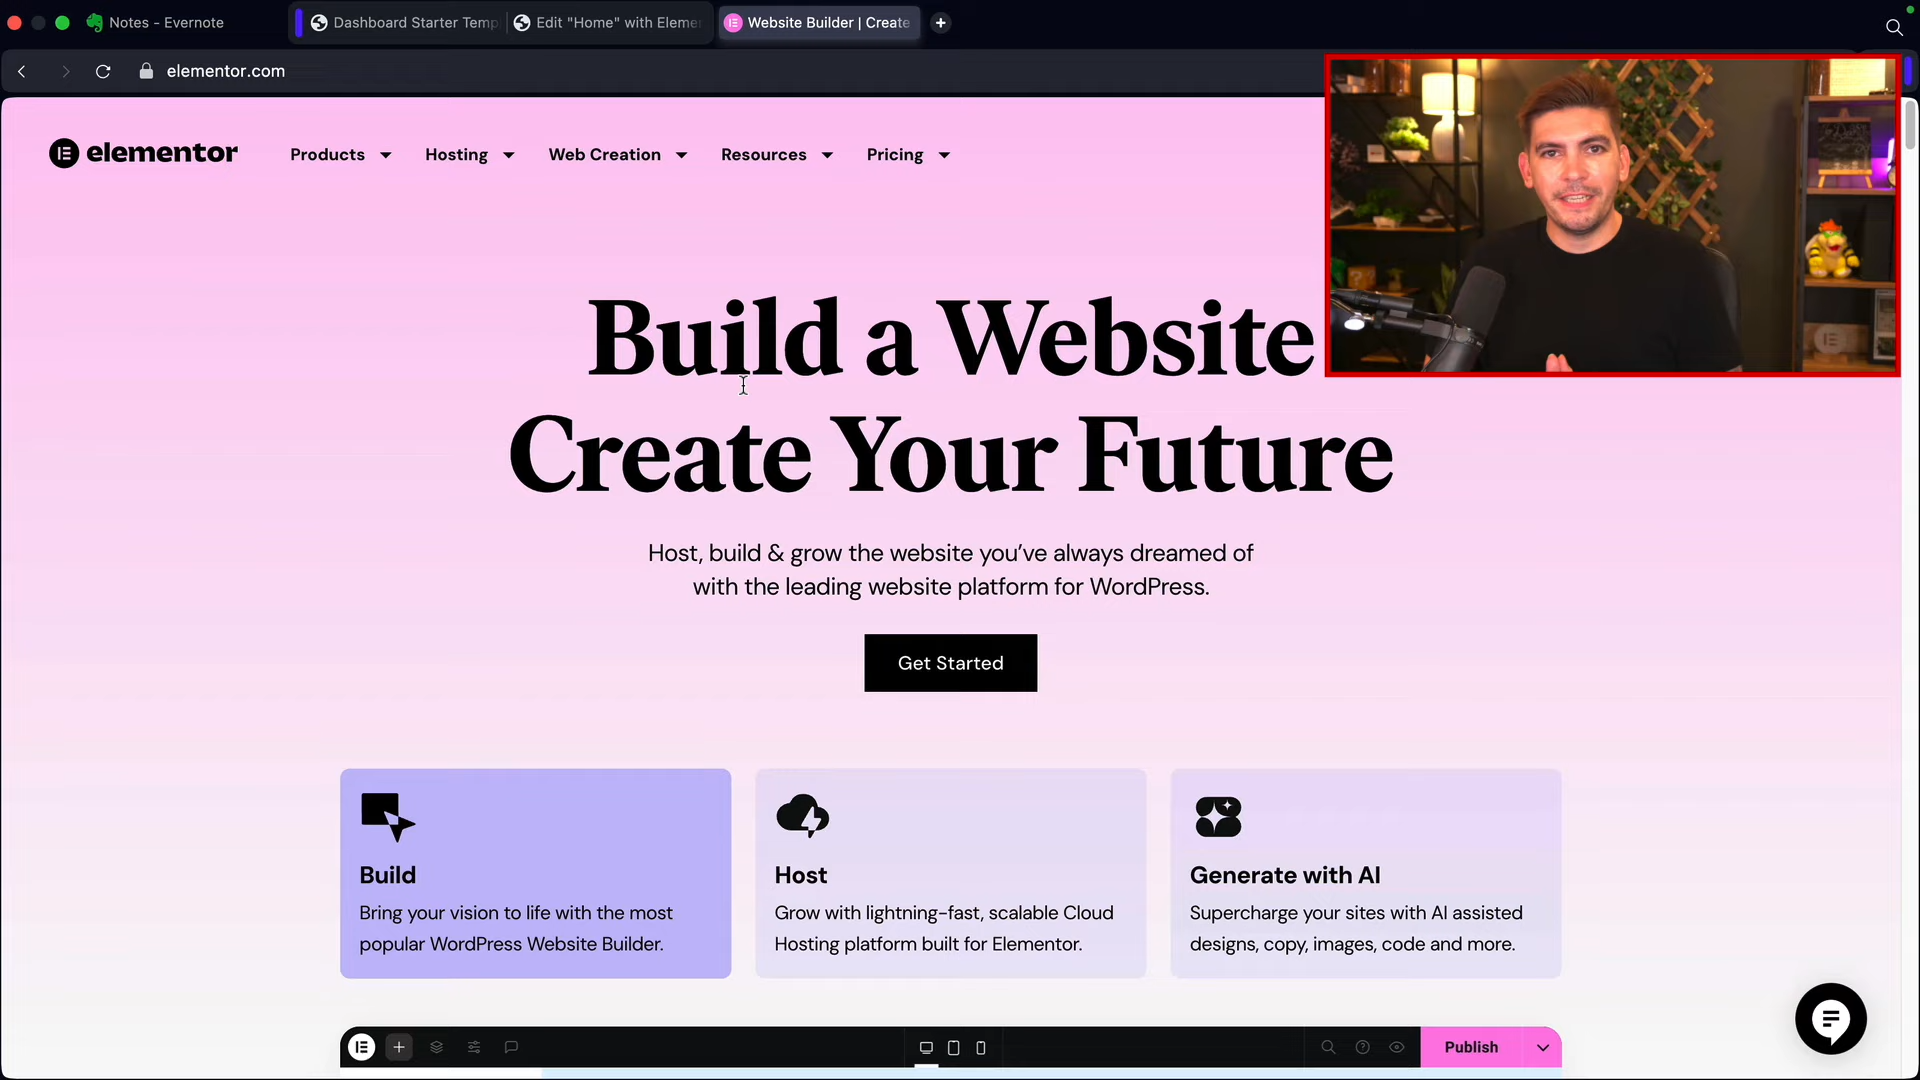 Notes - Evernote
Dashboard Starter Temp
Edit "Home" with Eleme
Website Builder | Create
elementor.com
elementor
Products
Hosting
Web Creation
Resources
Pricing
Build a Website
Create Your Future
Host, build & grow the website you’ve always dreamed of
with the leading website platform for WordPress.
Get Started
Build
Bring your vision to life with the most
popular WordPress Website Builder.
Host
Grow with lightning-fast, scalable Cloud
Hosting platform built for Elementor.
Generate with AI
Supercharge your sites with AI assisted
designs, copy, images, code and more.
Publish